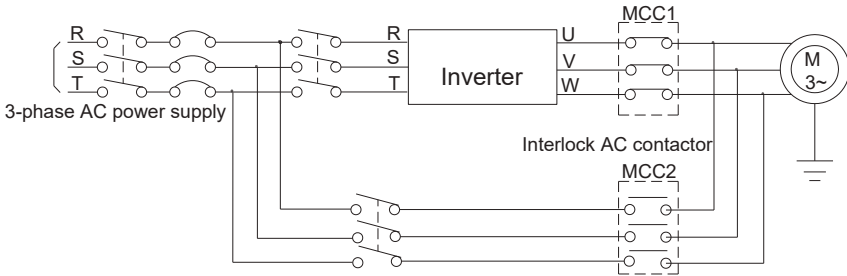 R
S
T
3-phase AC power supply
R
S
T
Inverter
U
V
W
MCC1
M
3~
Interlock AC contactor
MCC2